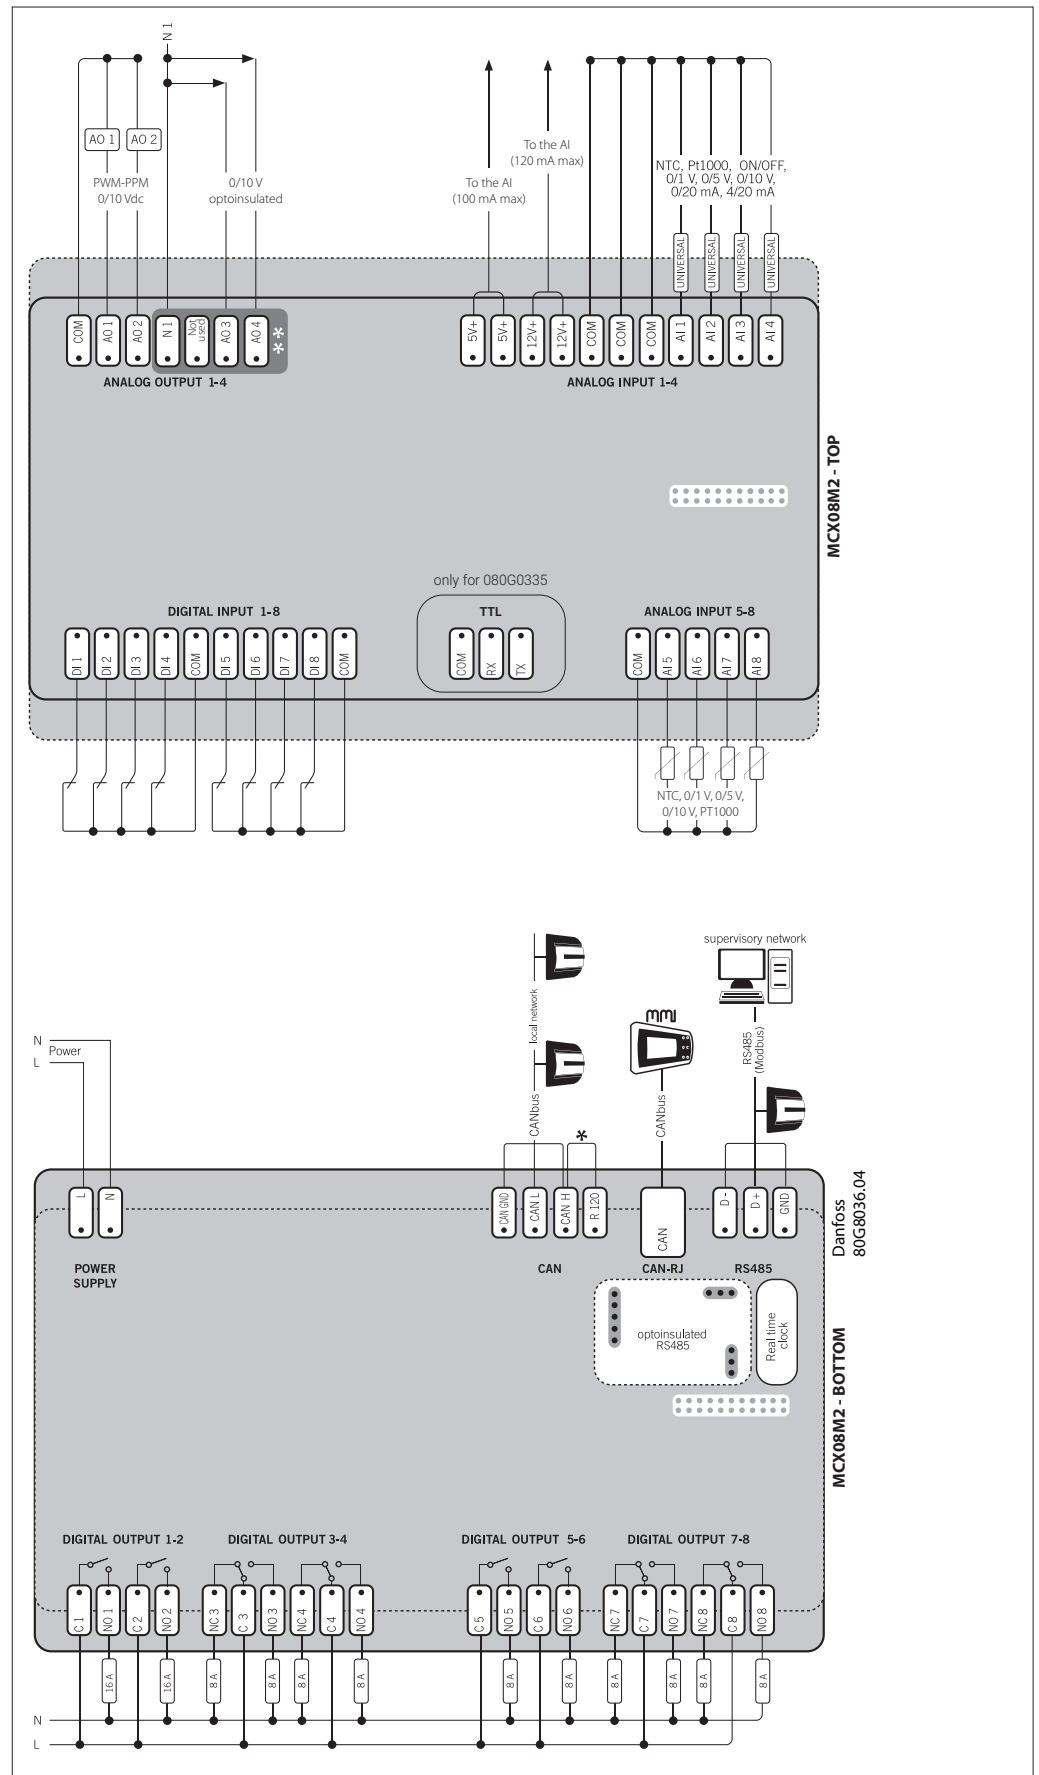 N 1
AO 1
AO 2
PWM-PPM
0/10 Vdc
0/10 V
optoinsulated
To the AI
(100 mA max)
To the AI
(120 mA max)
NTC, Pt1000, ON/OFF,
0/1 V, 0/5 V, 0/10 V,
0/20 mA, 4/20 mA
UNIVERSAL
UNIVERSAL
UNIVERSAL
UNIVERSAL
COM
AO 1
AO 2
N 1
Not
used
AO 3
AO 4
**
5V+
5V+
12V+
12V+
COM
COM
COM
AI 1
AI 2
AI 3
AI 4
ANALOG OUTPUT 1-4
ANALOG INPUT 1-4
MCX08M2 - TOP
only for 080G0335
DIGITAL INPUT 1-8
TTL
ANALOG INPUT 5-8
DI 1
DI 2
DI 3
DI 4
COM
DI 5
DI 6
DI 7
DI 8
COM
COM
RX
TX
COM
AI 5
AI 6
AI 7
AI 8
NTC, 0/1 V, 0/5 V,
0/10 V, PT1000
supervisory network
local network
MMI
RS485
(Modbus)
N
Power
L
CANbus
CANbus
*
L
N
CAN GND
CAN L
CAN H
R 120
CAN
D -
D +
GND
POWER
SUPPLY
CAN
CAN-RJ
RS485
Danfoss
80G8036.04
optoinsulated
RS485
Real time
clock
MCX08M2 - BOTTOM
DIGITAL OUTPUT 1-2
DIGITAL OUTPUT 3-4
DIGITAL OUTPUT 5-6
DIGITAL OUTPUT 7-8
C 1
NO 1
C 2
NO 2
NC 3
C 3
NO 3
NC 4
C 4
NO 4
C 5
NO 5
C 6
NC 6
NC 7
C 7
NO 7
NC 8
C 8
NO 8
16 A
16 A
8 A
8 A
8 A
8 A
8 A
8 A
8 A
8 A
8 A
8 A
N
L